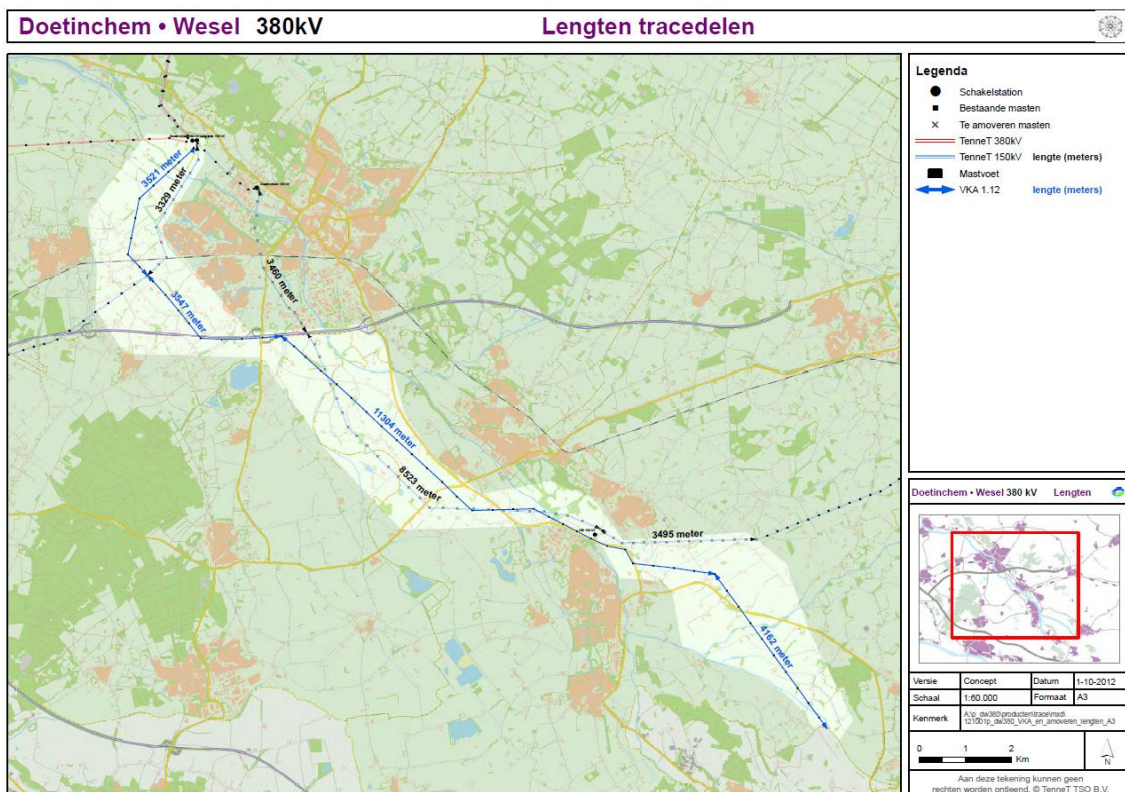 Doetinchem • Wesel 380kV Lengten tracedelen
3521 meter
3329 meter
3460 meter
3547 meter
11304 meter
8523 meter
3495 meter
4162 meter
Legenda
Schakelstation
Bestaande masten
Te amoveren masten
TenneT 380kV
TenneT 150kV lengte (meters)
Mastvoet
VKA 1.12 lengte (meters)
Doetinchem • Wesel 380 kV Lengten
Versie Concept Datum 1-10-2012
Schaal 1:60.000 Formaat A3
Kenmerk
0 1 2
Km
N
Aan deze tekening kunnen geen
rechten worden ontleend. © TenneT TSO B.V.